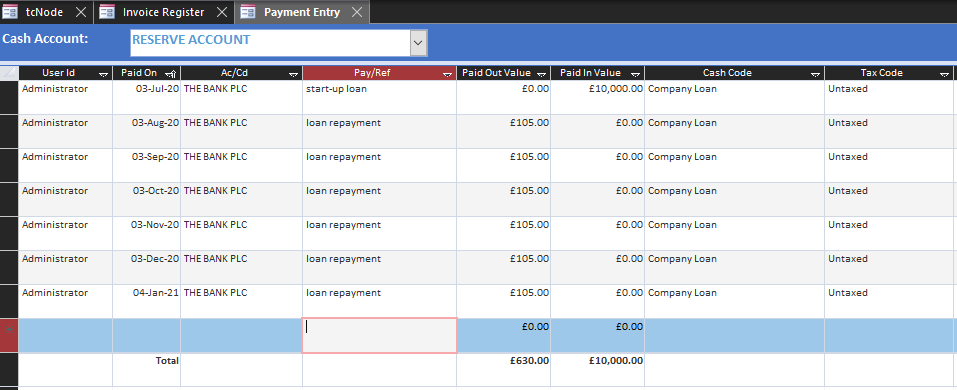 tcNode Invoice Register Payment Entry
Cash Account: RESERVE ACCOUNT
User Id Paid On Ac/Cd Pay/Ref Paid Out Value Paid In Value Cash Code Tax Code
Administrator 03-Jul-20 THE BANK PLC start-up loan £0.00 £10,000.00 Company Loan Untaxed
Administrator 03-Aug-20 THE BANK PLC loan repayment £105.00 £0.00 Company Loan Untaxed
Administrator 03-Sep-20 THE BANK PLC loan repayment £105.00 £0.00 Company Loan Untaxed
Administrator 03-Oct-20 THE BANK PLC loan repayment £105.00 £0.00 Company Loan Untaxed
Administrator 03-Nov-20 THE BANK PLC loan repayment £105.00 £0.00 Company Loan Untaxed
Administrator 03-Dec-20 THE BANK PLC loan repayment £105.00 £0.00 Company Loan Untaxed
Administrator 04-Jan-21 THE BANK PLC loan repayment £105.00 £0.00 Company Loan Untaxed
£0.00 £0.00
Total £630.00 £10,000.00